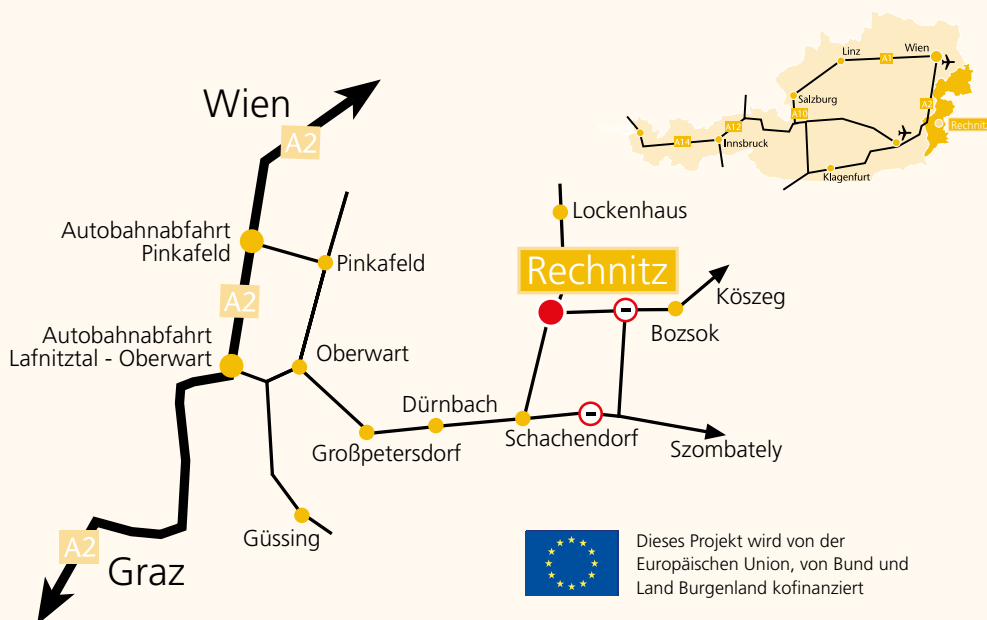 Linz
A1
Wien
Salzburg
A2
A10
A12
A14
Innsbruck
Klagenfurt
Rechnitz
Wien
A2
Autobahnabfahrt
Pinkafeld
Pinkafeld
A2
Autobahnabfahrt
Lafnitztal - Oberwart
Oberwart
Lockenhaus
Rechnitz
Köszeg
Bozsok
Dürnbach
Großpetersdorf
Schachendorf
Szombately
Güssing
A2
Graz
Dieses Projekt wird von der
Europäischen Union, von Bund und
Land Burgenland kofinanziert